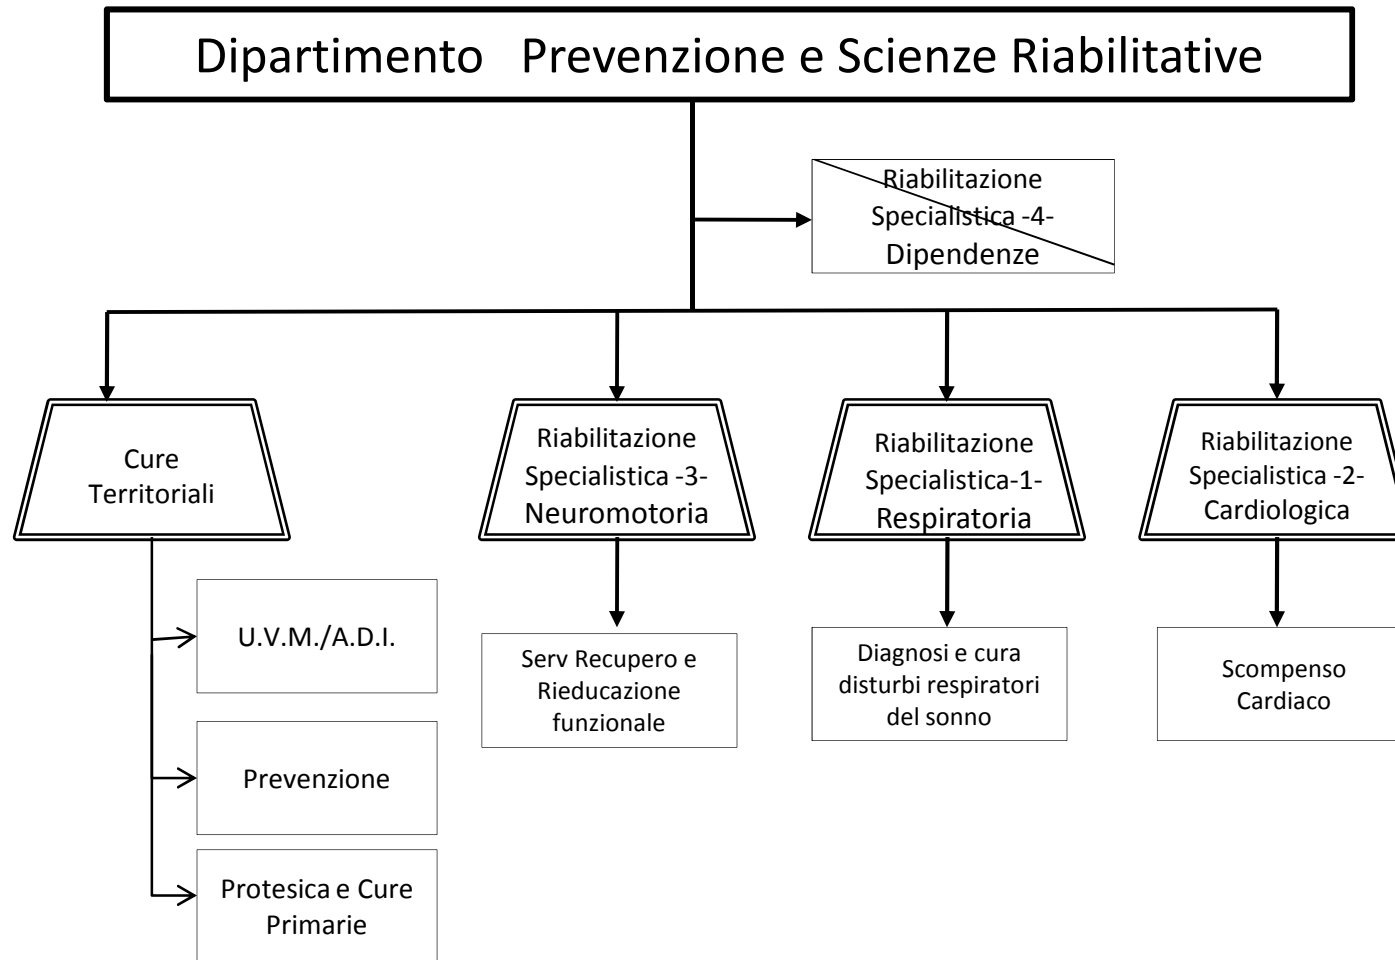 Dipartimento Prevenzione e Scienze Riabilitative
Riabilitazione
Specialistica -4-
Dipendenze
Cure
Territoriali
Riabilitazione
Specialistica -3-
Neuromotoria
Riabilitazione
Specialistica-1-
Respiratoria
Riabilitazione
Specialistica -2-
Cardiologica
U.V.M./A.D.I.
Prevenzione
Protesica e Cure
Primarie
Serv Recupero e
Rieducazione
funzionale
Diagnosi e cura
disturbi respiratori
del sonno
Scompenso
Cardiaco